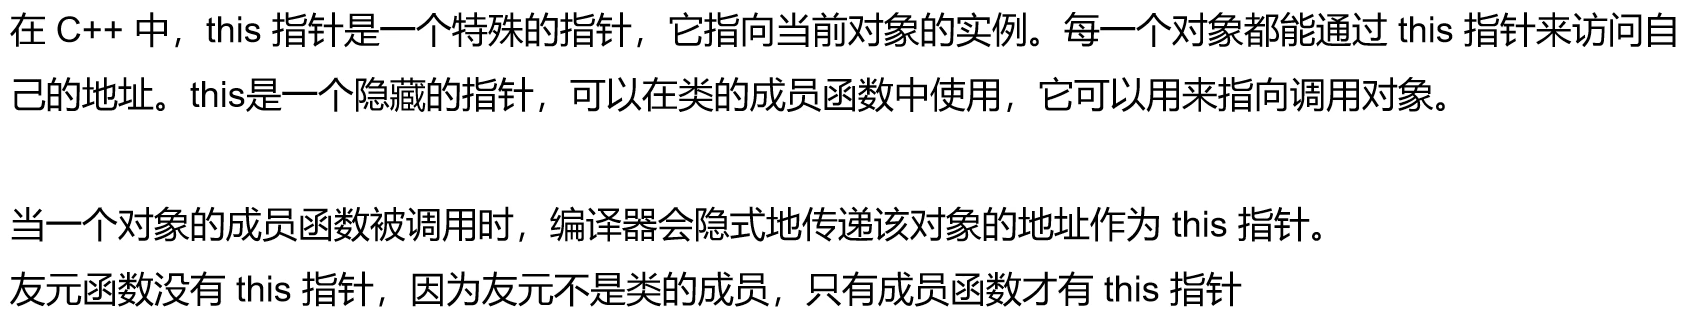 在 C++ 中，this 指针是一个特殊的指针，它指向当前对象的实例。每一个对象都能通过 this 指针来访问自
己的地址。this是一个隐藏的指针，可以在类的成员函数中使用，它可以用来指向调用对象。
当一个对象的成员函数被调用时，编译器会隐式地传递该对象的地址作为 this 指针。
友元函数没有 this 指针，因为友元不是类的成员，只有成员函数才有 this 指针